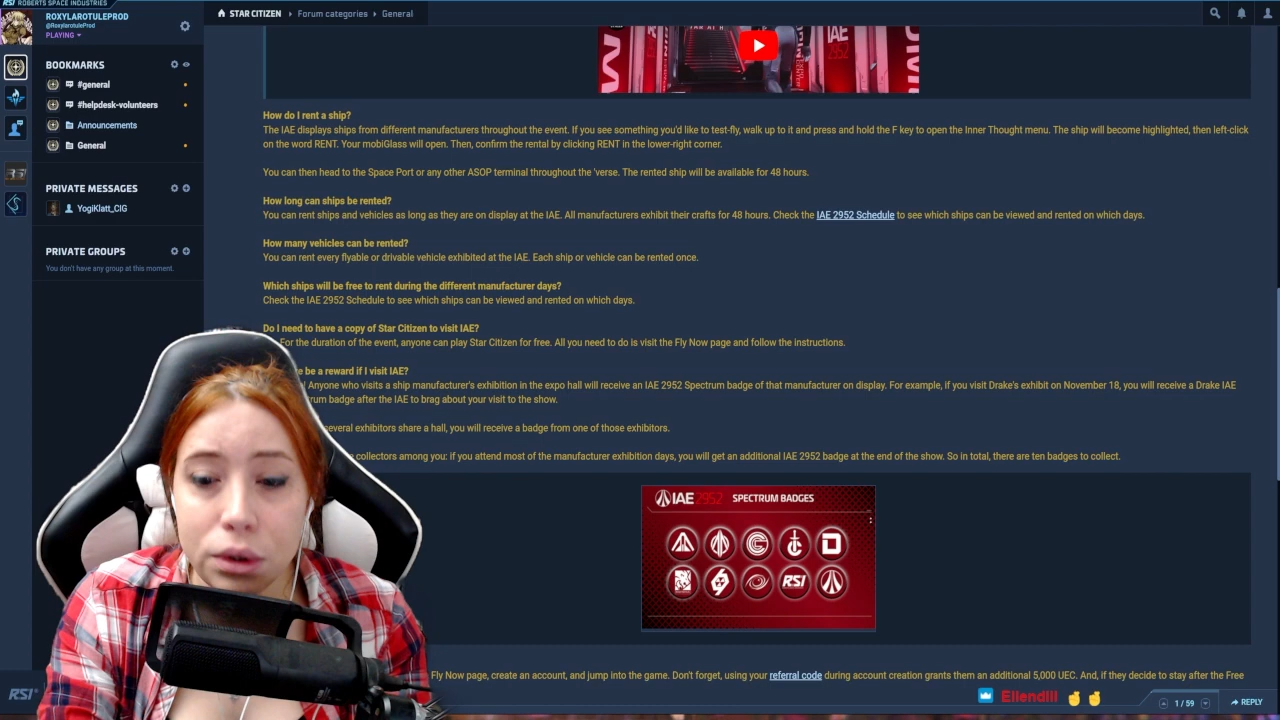 RSI ROBERTS SPACE INDUSTRIES
ROXYLAROTULEPROD
@RoxylarotuleProd
PLAYING
STAR CITIZEN Forum categories General
BOOKMARKS
#general
#helpdesk-volunteers
Announcements
General
PRIVATE MESSAGES
YogiKlatt_CIG
PRIVATE GROUPS
You don't have any group at this moment.
IAE
2952
How do I rent a ship?
The IAE displays ships from different manufacturers throughout the event. If you see something you'd like to test-fly, walk up to it and press and hold the F key to open the Inner Thought menu. The ship will become highlighted, then left-click
on the word RENT. Your mobiGlass will open. Then, confirm the rental by clicking RENT in the lower-right corner.
You can then head to the Space Port or any other ASOP terminal throughout the 'verse. The rented ship will be available for 48 hours.
How long can ships be rented?
You can rent ships and vehicles as long as they are on display at the IAE. All manufacturers exhibit their crafts for 48 hours. Check the IAE 2952 Schedule to see which ships can be viewed and rented on which days.
How many vehicles can be rented?
You can rent every flyable or drivable vehicle exhibited at the IAE. Each ship or vehicle can be rented once.
Which ships will be free to rent during the different manufacturer days?
Check the IAE 2952 Schedule to see which ships can be viewed and rented on which days.
Do I need to have a copy of Star Citizen to visit IAE?
For the duration of the event, anyone can play Star Citizen for free. All you need to do is visit the Fly Now page and follow the instructions.
be a reward if I visit IAE?
Anyone who visits a ship manufacturer's exhibition in the expo hall will receive an IAE 2952 Spectrum badge of that manufacturer on display. For example, if you visit Drake's exhibit on November 18, you will receive a Drake IAE
badge after the IAE to brag about your visit to the show.
several exhibitors share a hall, you will receive a badge from one of those exhibitors.
collectors among you: if you attend most of the manufacturer exhibition days, you will get an additional IAE 2952 badge at the end of the show. So in total, there are ten badges to collect.
IAE 2952 SPECTRUM BADGES
RSI
Fly Now page, create an account, and jump into the game. Don't forget, using your referral code during account creation grants them an additional 5,000 UEC. And, if they decide to stay after the Free
RSI
Ellendill
1 / 59
REPLY